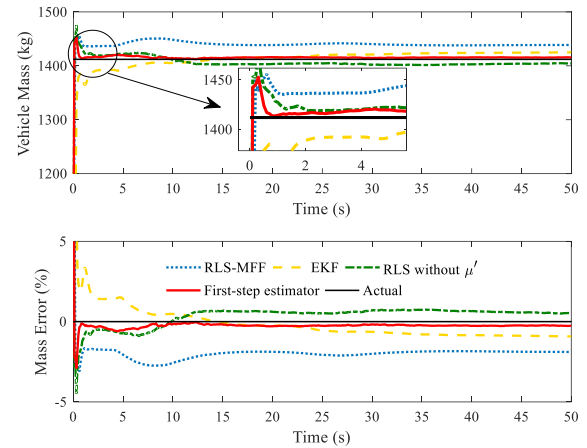 1500
1400
1300
1200
Vehicle Mass (kg)
1450
1400
0 2 4
0 5 10 15 20 25 30 35 40 45 50
Time (s)
5
0
-5
Mass Error (%)
RLS-MFF EKF RLS without μ′
First-step estimator Actual
0 5 10 15 20 25 30 35 40 45 50
Time (s)